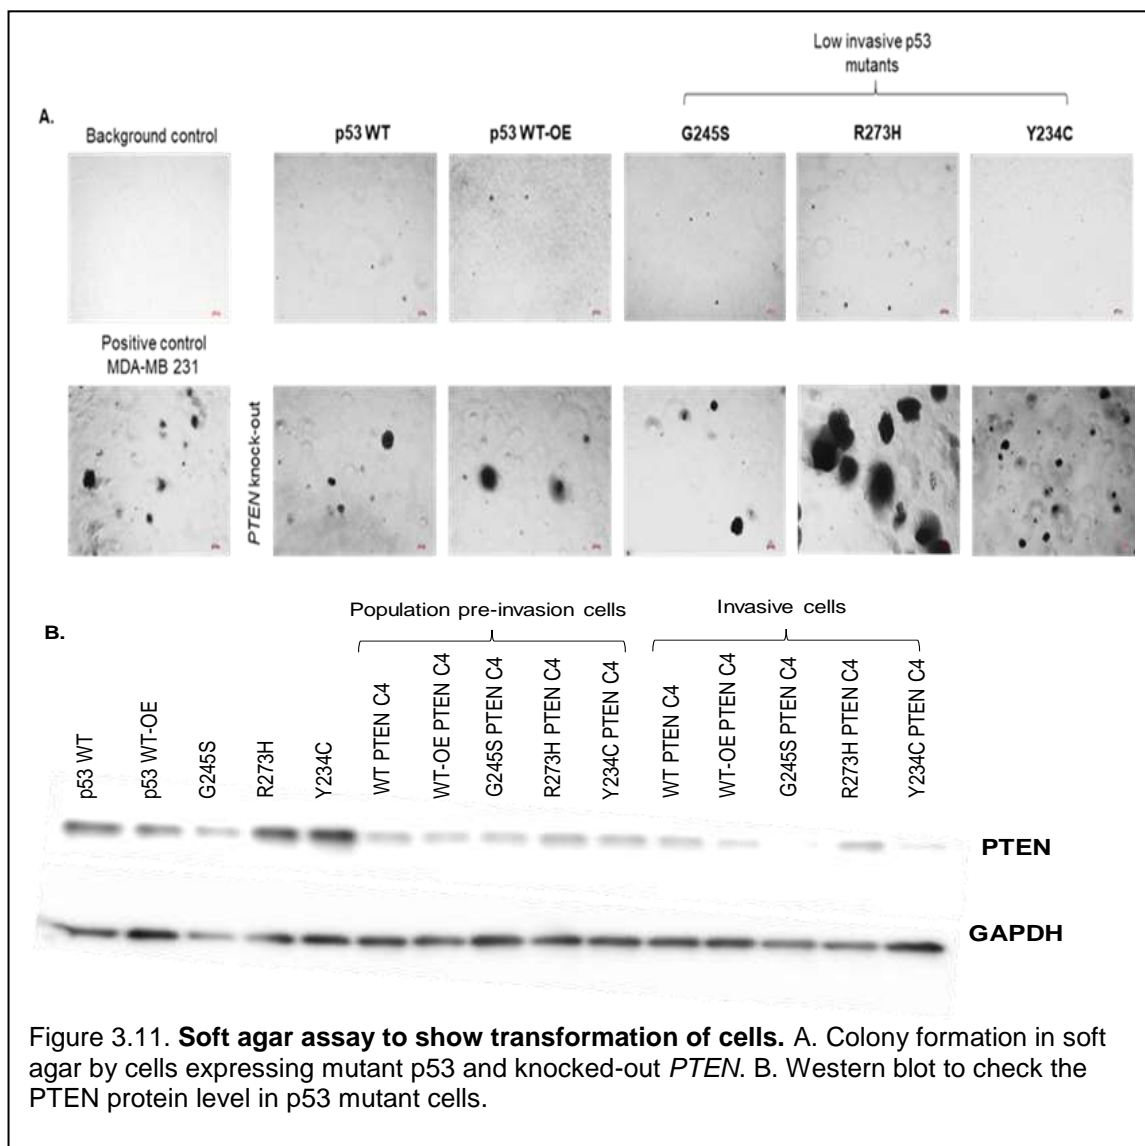 Low invasive p53
mutants
A.
Background control
p53 WT
p53 WT-OE
G245S
R273H
Y234C
Positive control
MDA-MB 231
PTEN knock-out
Population pre-invasion cells
Invasive cells
B.
p53 WT
p53 WT-OE
G245S
R273H
Y234C
WT PTEN C4
WT-OE PTEN C4
G245S PTEN C4
R273H PTEN C4
Y234C PTEN C4
WT PTEN C4
WT-OE PTEN C4
G245S PTEN C4
R273H PTEN C4
Y234C PTEN C4
PTEN
GAPDH
Figure 3.11. Soft agar assay to show transformation of cells. A. Colony formation in soft
agar by cells expressing mutant p53 and knocked-out PTEN. B. Western blot to check the
PTEN protein level in p53 mutant cells.